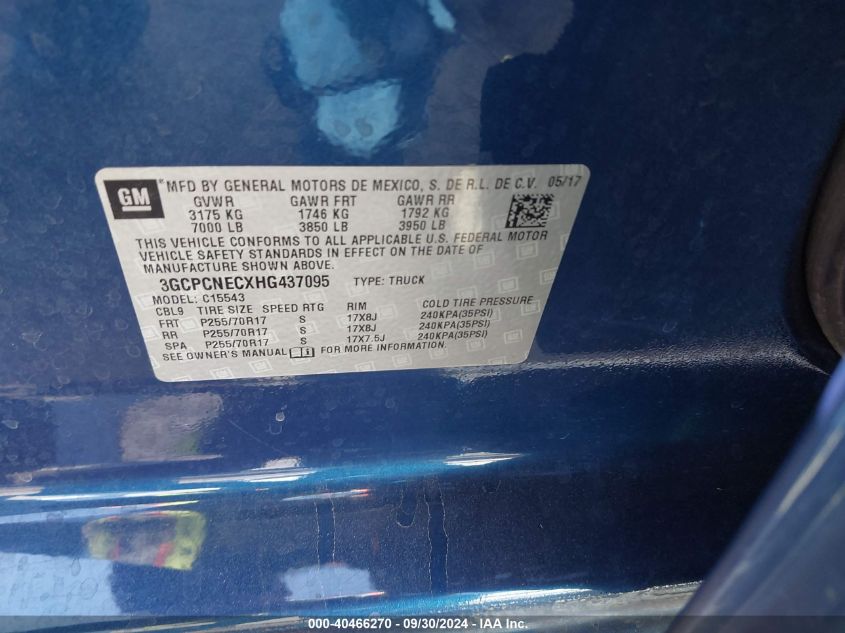 GM
MFD BY GENERAL MOTORS DE MEXICO, S. DE R.L. DE C.V. 05/17
GVWR GAWR FRT GAWR RR
3175 KG 1746 KG 1792 KG
7000 LB 3850 LB 3950 LB
THIS VEHICLE CONFORMS TO ALL APPLICABLE U.S. FEDERAL MOTOR
VEHICLE SAFETY STANDARDS IN EFFECT ON THE DATE OF
MANUFACTURE SHOWN ABOVE.
3GCPCNECXHG437095 TYPE: TRUCK
MODEL: C15543
CBL9 TIRE SIZE SPEED RTG RIM COLD TIRE PRESSURE
FRT P255/70R17 S 17X8J 240KPA(35PSI)
RR P255/70R17 S 17X8J 240KPA(35PSI)
SPA P255/70R17 S 17X7.5J 240KPA(35PSI)
SEE OWNER'S MANUAL FOR MORE INFORMATION.
000-40466270 - 09/30/2024 - IAA Inc.